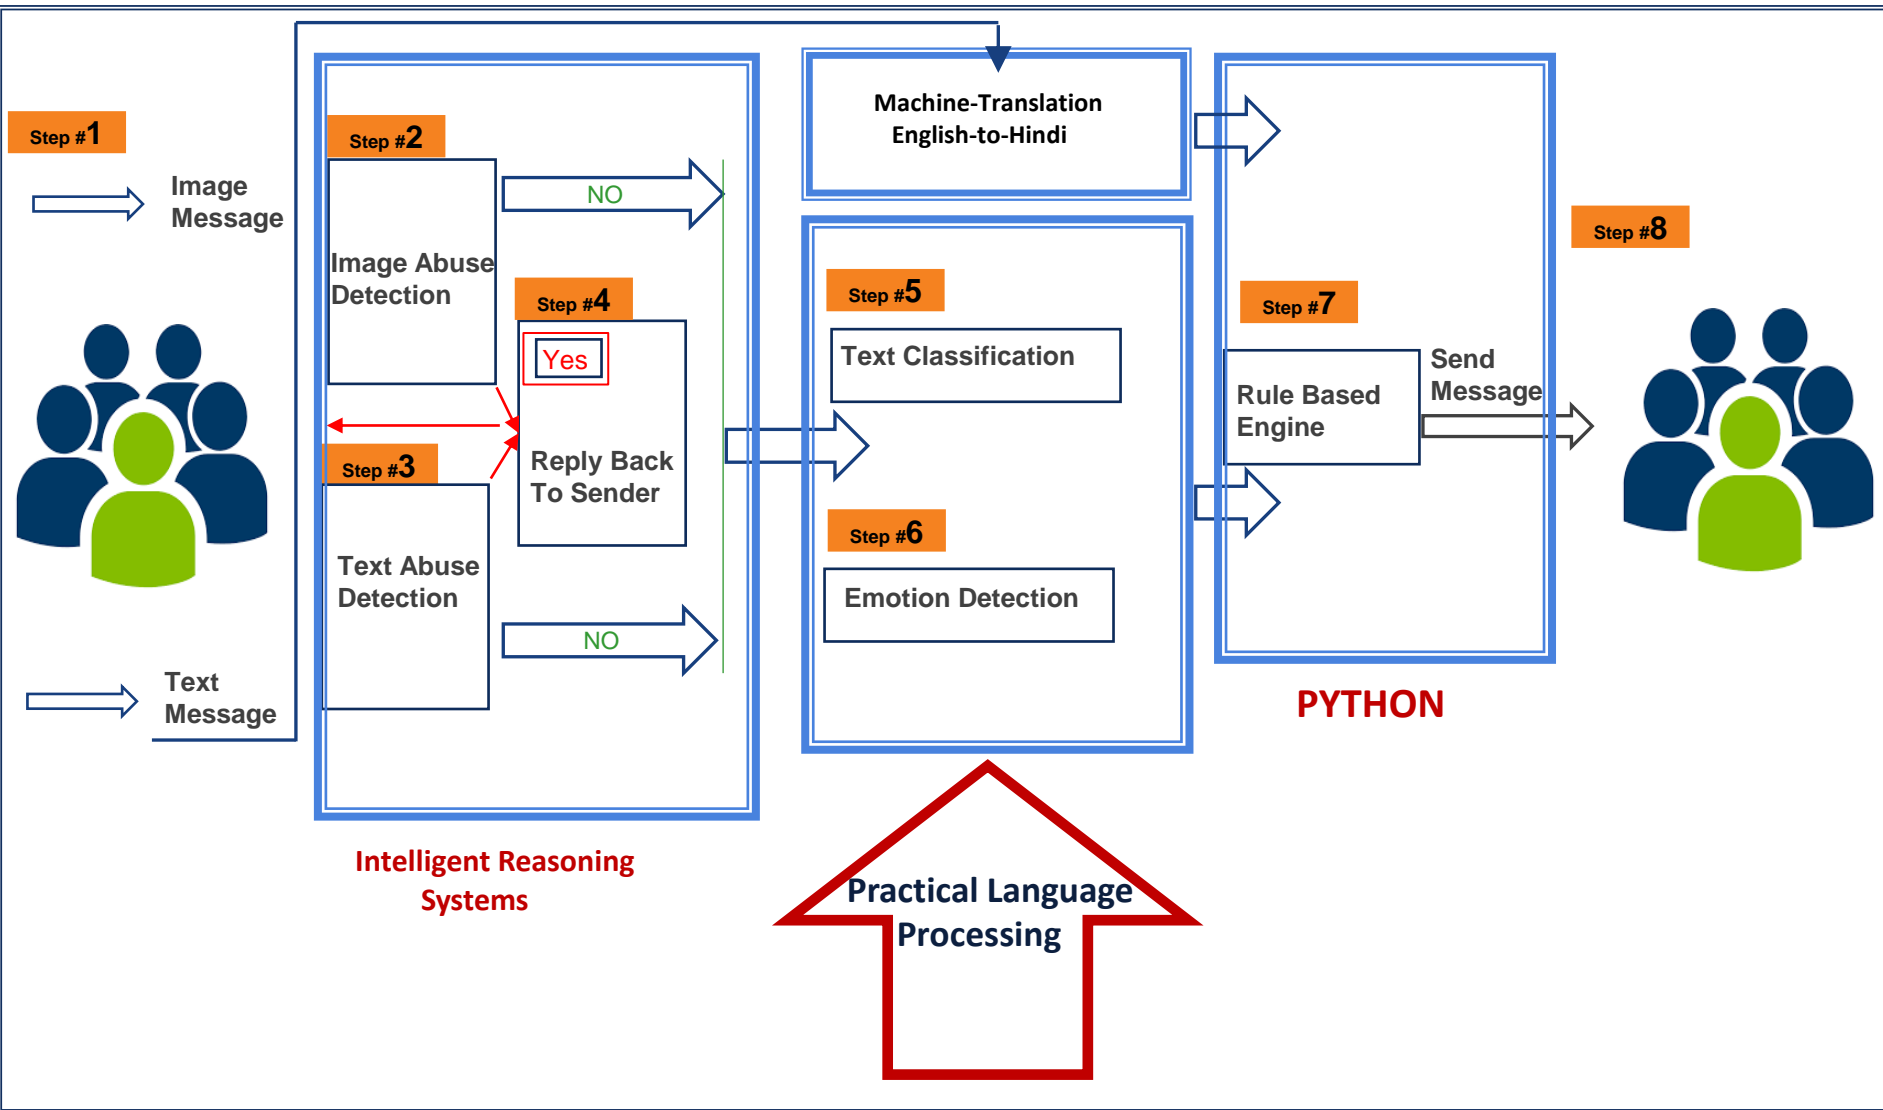 Step #1
Image
Message
Text
Message
Step #2
Image Abuse
Detection
NO
Step #4
Yes
Reply Back
To Sender
Step #3
Text Abuse
Detection
NO
Intelligent Reasoning
Systems
Machine-Translation
English-to-Hindi
Step #5
Text Classification
Step #6
Emotion Detection
Practical Language
Processing
Step #7
Rule Based
Engine
Send
Message
PYTHON
Step #8